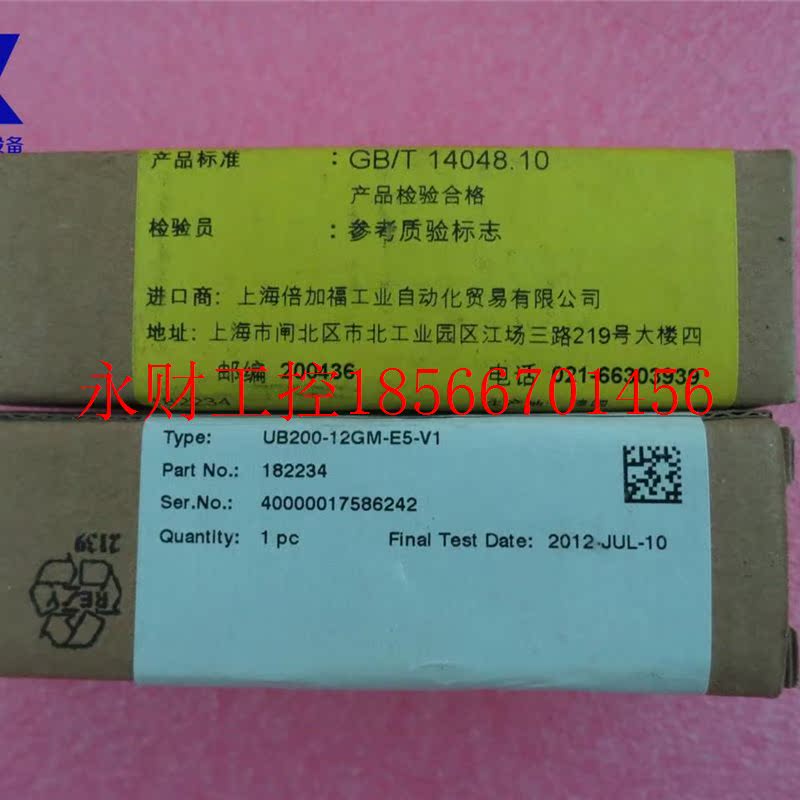 设备
产品标准 : GB/T 14048.10
产品检验合格
检验员 : 参考质验标志
进口商: 上海倍加福工业自动化贸易有限公司
地址: 上海市闸北区市北工业园区江场三路219号大楼四
邮编 200436 电话 021-66303939
永财工控18566701456
Type: UB200-12GM-E5-V1
Part No.: 182234
Ser.No.: 40000017586242
Quantity: 1 pc Final Test Date: 2012-JUL-10
2139
RESY